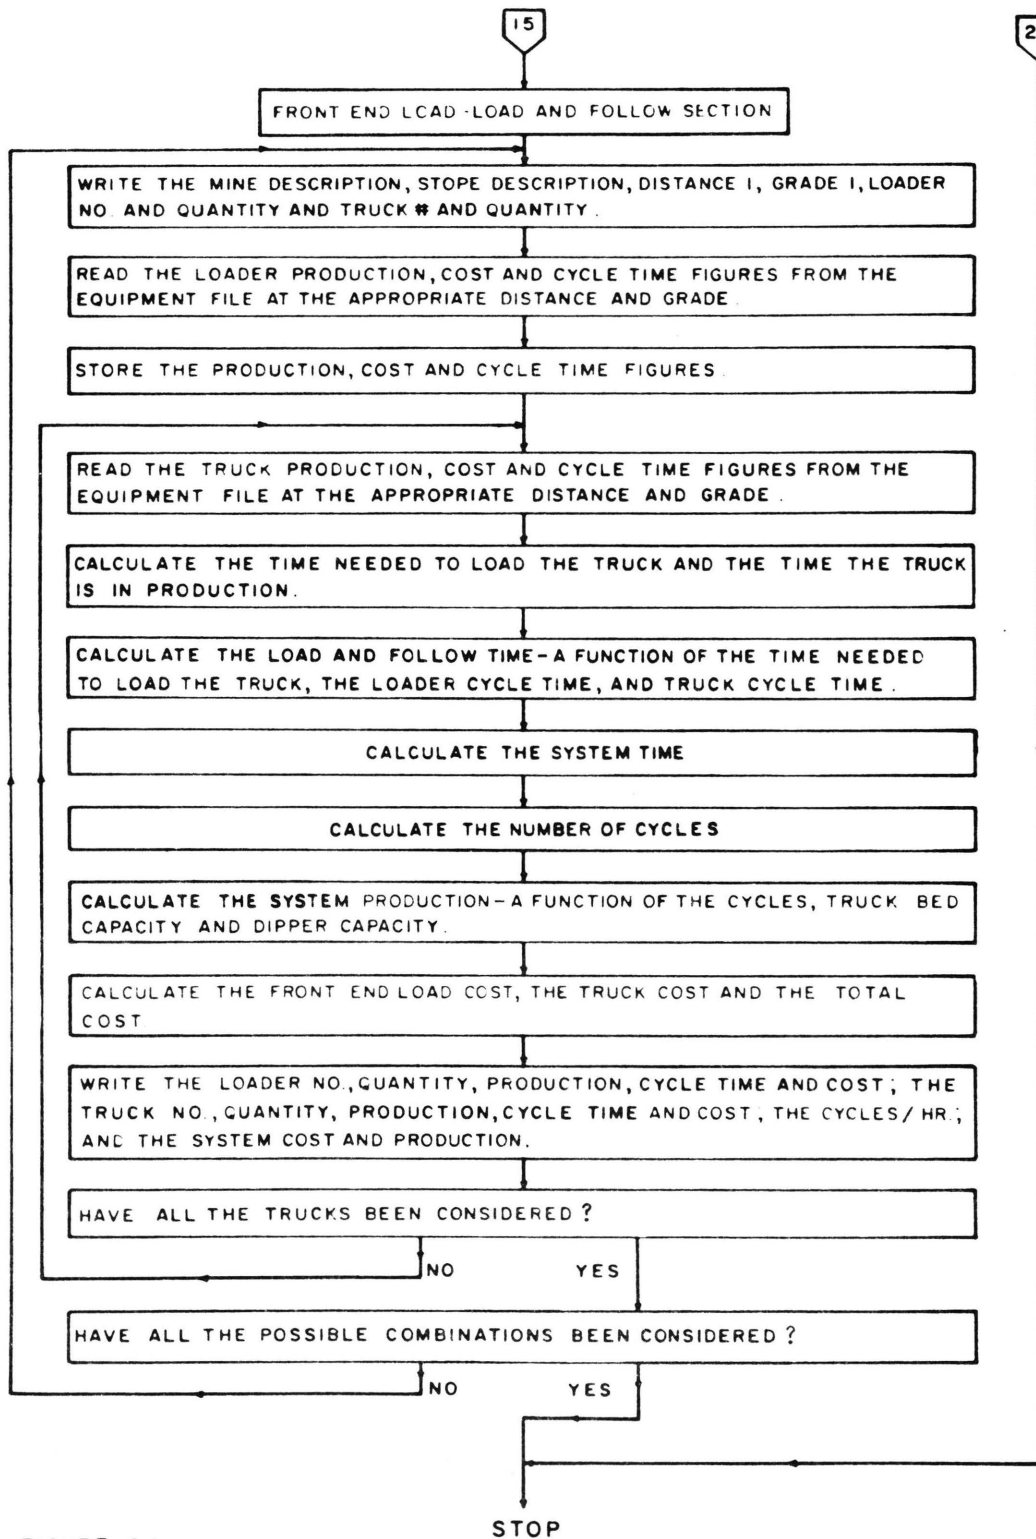 15
2
FRONT END LOAD-LOAD AND FOLLOW SECTION
WRITE THE MINE DESCRIPTION, STOPE DESCRIPTION, DISTANCE 1, GRADE 1, LOADER
NO. AND QUANTITY AND TRUCK # AND QUANTITY.
READ THE LOADER PRODUCTION, COST AND CYCLE TIME FIGURES FROM THE
EQUIPMENT FILE AT THE APPROPRIATE DISTANCE AND GRADE
STORE THE PRODUCTION, COST AND CYCLE TIME FIGURES.
READ THE TRUCK PRODUCTION, COST AND CYCLE TIME FIGURES FROM THE
EQUIPMENT FILE AT THE APPROPRIATE DISTANCE AND GRADE.
CALCULATE THE TIME NEEDED TO LOAD THE TRUCK AND THE TIME THE TRUCK
IS IN PRODUCTION.
CALCULATE THE LOAD AND FOLLOW TIME-A FUNCTION OF THE TIME NEEDED
TO LOAD THE TRUCK, THE LOADER CYCLE TIME, AND TRUCK CYCLE TIME.
CALCULATE THE SYSTEM TIME
CALCULATE THE NUMBER OF CYCLES
CALCULATE THE SYSTEM PRODUCTION-A FUNCTION OF THE CYCLES, TRUCK BED
CAPACITY AND DIPPER CAPACITY.
CALCULATE THE FRONT END LOAD COST, THE TRUCK COST AND THE TOTAL
COST
WRITE THE LOADER NO., QUANTITY, PRODUCTION, CYCLE TIME AND COST; THE
TRUCK NO., QUANTITY, PRODUCTION, CYCLE TIME AND COST; THE CYCLES/HR.;
AND THE SYSTEM COST AND PRODUCTION.
HAVE ALL THE TRUCKS BEEN CONSIDERED?
NO YES
HAVE ALL THE POSSIBLE COMBINATIONS BEEN CONSIDERED?
NO YES
STOP